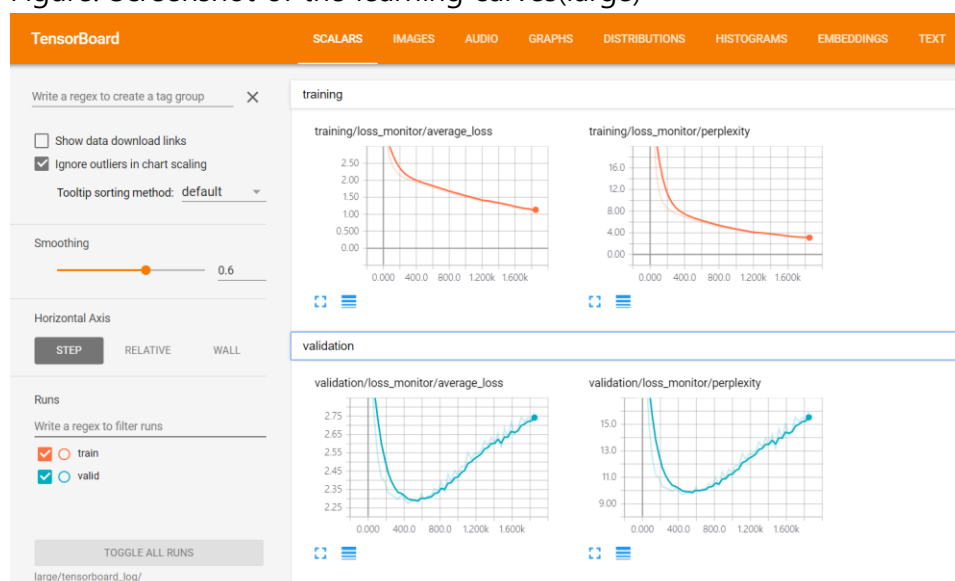 Figure. Screenshot of the learning curves(large)
TensorBoard SCALARS IMAGES AUDIO GRAPHS DISTRIBUTIONS HISTOGRAMS EMBEDDINGS TEXT
Write a regex to create a tag group
Show data download links
Ignore outliers in chart scaling
Tooltip sorting method: default
Smoothing
0.6
Horizontal Axis
STEP RELATIVE WALL
Runs
Write a regex to filter runs
train
valid
TOGGLE ALL RUNS
large/tensorboard_log/
training
training/loss_monitor/average_loss
2.50
2.00
1.50
1.00
0.500
0.00
0.000 400.0 800.0 1.200k 1.600k
training/loss_monitor/perplexity
16.0
12.0
8.00
4.00
0.00
0.000 400.0 800.0 1.200k 1.600k
validation
validation/loss_monitor/average_loss
2.75
2.65
2.55
2.45
2.35
2.25
0.000 400.0 800.0 1.200k 1.600k
validation/loss_monitor/perplexity
15.0
13.0
11.0
9.00
0.000 400.0 800.0 1.200k 1.600k